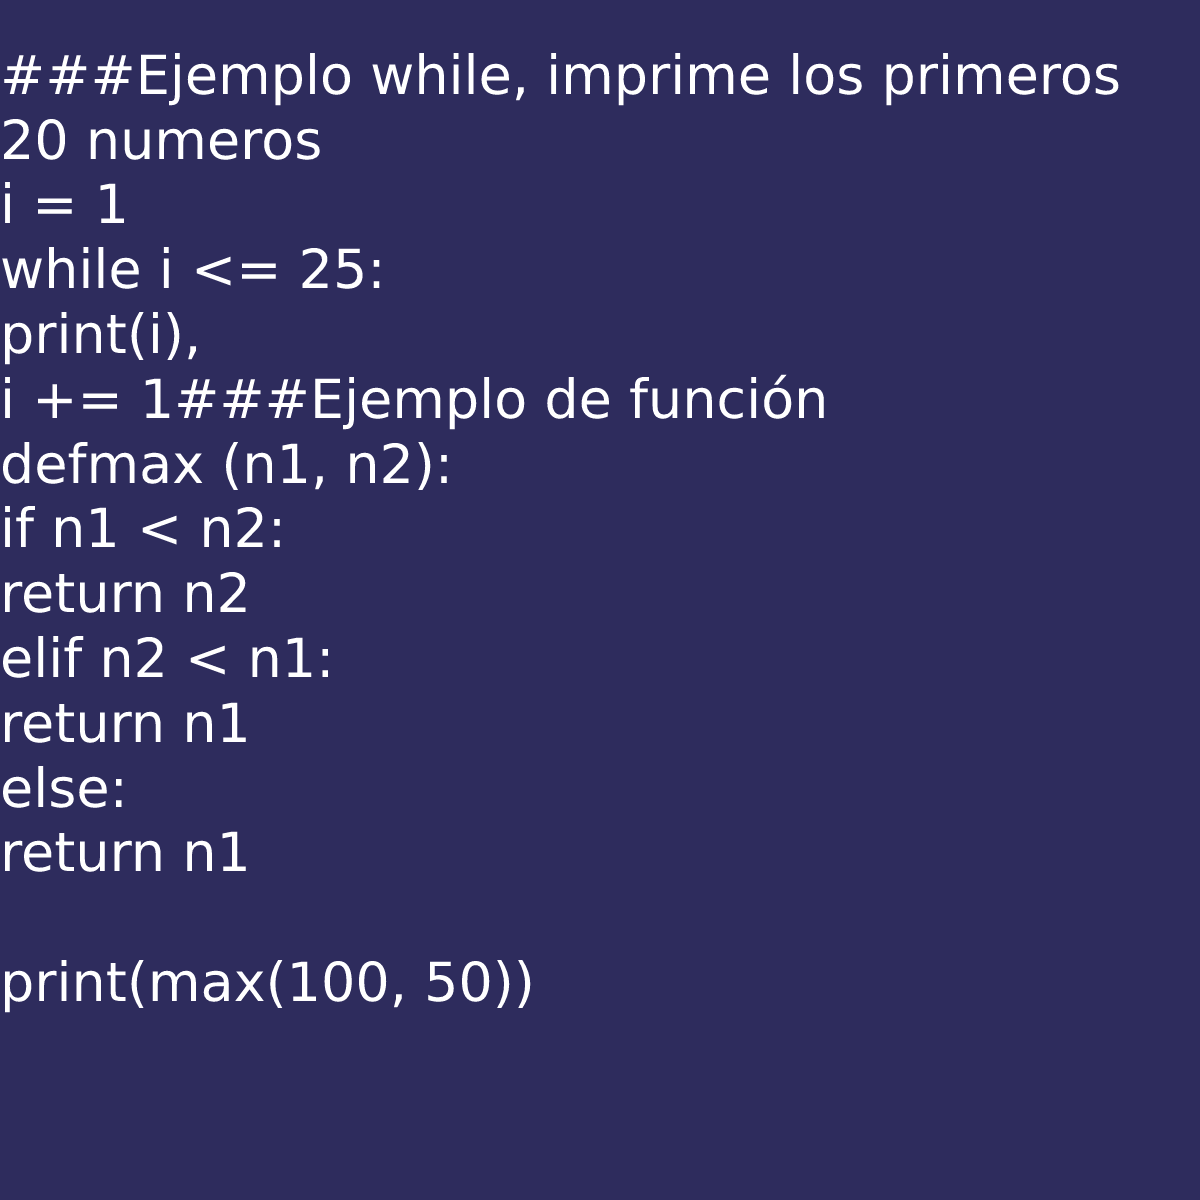 ###Ejemplo while, imprime los primeros
20 numeros
i = 1
while i <= 25:
print(i),
i += 1###Ejemplo de función
defmax (n1, n2):
if n1 < n2:
return n2
elif n2 < n1:
return n1
else:
return n1
print(max(100, 50))